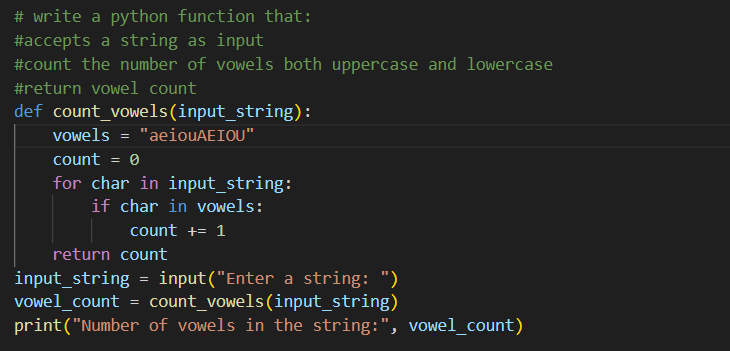 # write a python function that:
#accepts a string as input
#count the number of vowels both uppercase and lowercase
#return vowel count
def count_vowels(input_string):
    vowels = "aeiouAEIOU"
    count = 0
    for char in input_string:
        if char in vowels:
            count += 1
    return count
input_string = input("Enter a string: ")
vowel_count = count_vowels(input_string)
print("Number of vowels in the string:", vowel_count)